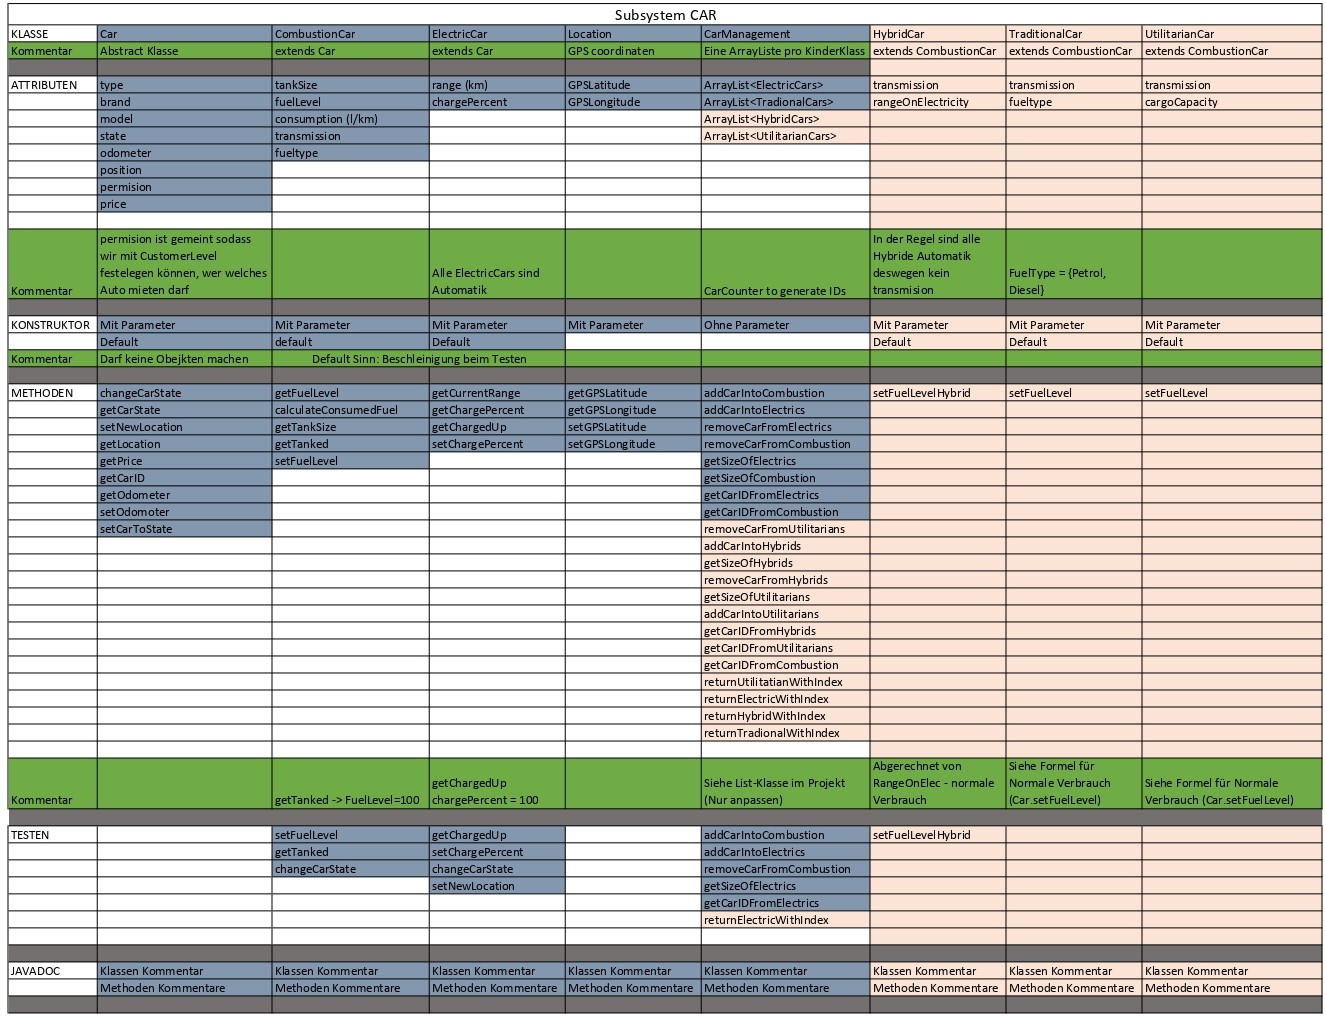 Subsystem CAR
KLASSE Car CombustionCar ElectricCar Location CarManagement HybridCar TraditionalCar UtilitarianCar
Kommentar Abstract Klasse extends Car extends Car GPS coordinaten Eine ArrayListe pro KinderKlass extends CombustionCar extends CombustionCar extends CombustionCar
ATTRIBUTEN type tankSize range (km) GPSLatitude ArrayList<ElectricCars> transmission transmission transmission
brand fuelLevel chargePercent GPSLongitude ArrayList<TradionalCars> rangeOnElectricity fueltype cargoCapacity
model consumption (l/km) ArrayList<HybridCars>
state transmission ArrayList<UtilitarianCars>
odometer fueltype
position
permision
price
permision ist gemeint sodass In der Regel sind alle
wir mit CustomerLevel Hybride Automatik
festelegen können, wer welches Alle ElectricCars sind deswegen kein FuelType = {Petrol,
Kommentar Auto mieten darf Automatik CarCounter to generate IDs transmision Diesel}
KONSTRUKTOR Mit Parameter Mit Parameter Mit Parameter Mit Parameter Ohne Parameter Mit Parameter Mit Parameter Mit Parameter
Default default Default Default Default Default
Kommentar Darf keine Obejkten machen Default Sinn: Beschleinigung beim Testen
METHODEN changeCarState getFuelLevel getCurrentRange getGPSLatitude addCarIntoCombustion setFuelLevelHybrid setFuelLevel setFuelLevel
getCarState calculateConsumedFuel getChargePercent getGPSLongitude addCarIntoElectrics
setNewLocation getTankSize getChargedUp setGPSLatitude removeCarFromElectrics
getLocation getTanked setChargePercent setGPSLongitude removeCarFromCombustion
getPrice setFuelLevel getSizeOfElectrics
getCarID getSizeOfCombustion
getOdometer getCarIDFromElectrics
setOdomoter getCarIDFromCombustion
setCarToState removeCarFromUtilitarians
addCarIntoHybrids
getSizeOfHybrids
removeCarFromHybrids
getSizeOfUtilitarians
addCarIntoUtilitarians
getCarIDFromHybrids
getCarIDFromUtilitarians
getCarIDFromCombustion
returnUtilitatianWithIndex
returnElectricWithIndex
returnHybridWithIndex
returnTradionalWithIndex
Abgerechnet von Siehe Formel für
getChargedUp Siehe List-Klasse im Projekt RangeOnElec - normale Normale Verbrauch Siehe Formel für Normale
Kommentar getTanked -> FuelLevel=100 chargePercent = 100 (Nur anpassen) Verbrauch (Car.setFuelLevel) Verbrauch (Car.setFuelLevel)
TESTEN setFuelLevel getChargedUp addCarIntoCombustion setFuelLevelHybrid
getTanked setChargePercent addCarIntoElectrics
changeCarState changeCarState removeCarFromCombustion
setNewLocation getSizeOfElectrics
getCarIDFromElectrics
returnElectricWithIndex
JAVADOC Klassen Kommentar Klassen Kommentar Klassen Kommentar Klassen Kommentar Klassen Kommentar Klassen Kommentar Klassen Kommentar Klassen Kommentar
Methoden Kommentare Methoden Kommentare Methoden Kommentare Methoden Kommentare Methoden Kommentare Methoden Kommentare Methoden Kommentare Methoden Kommentare